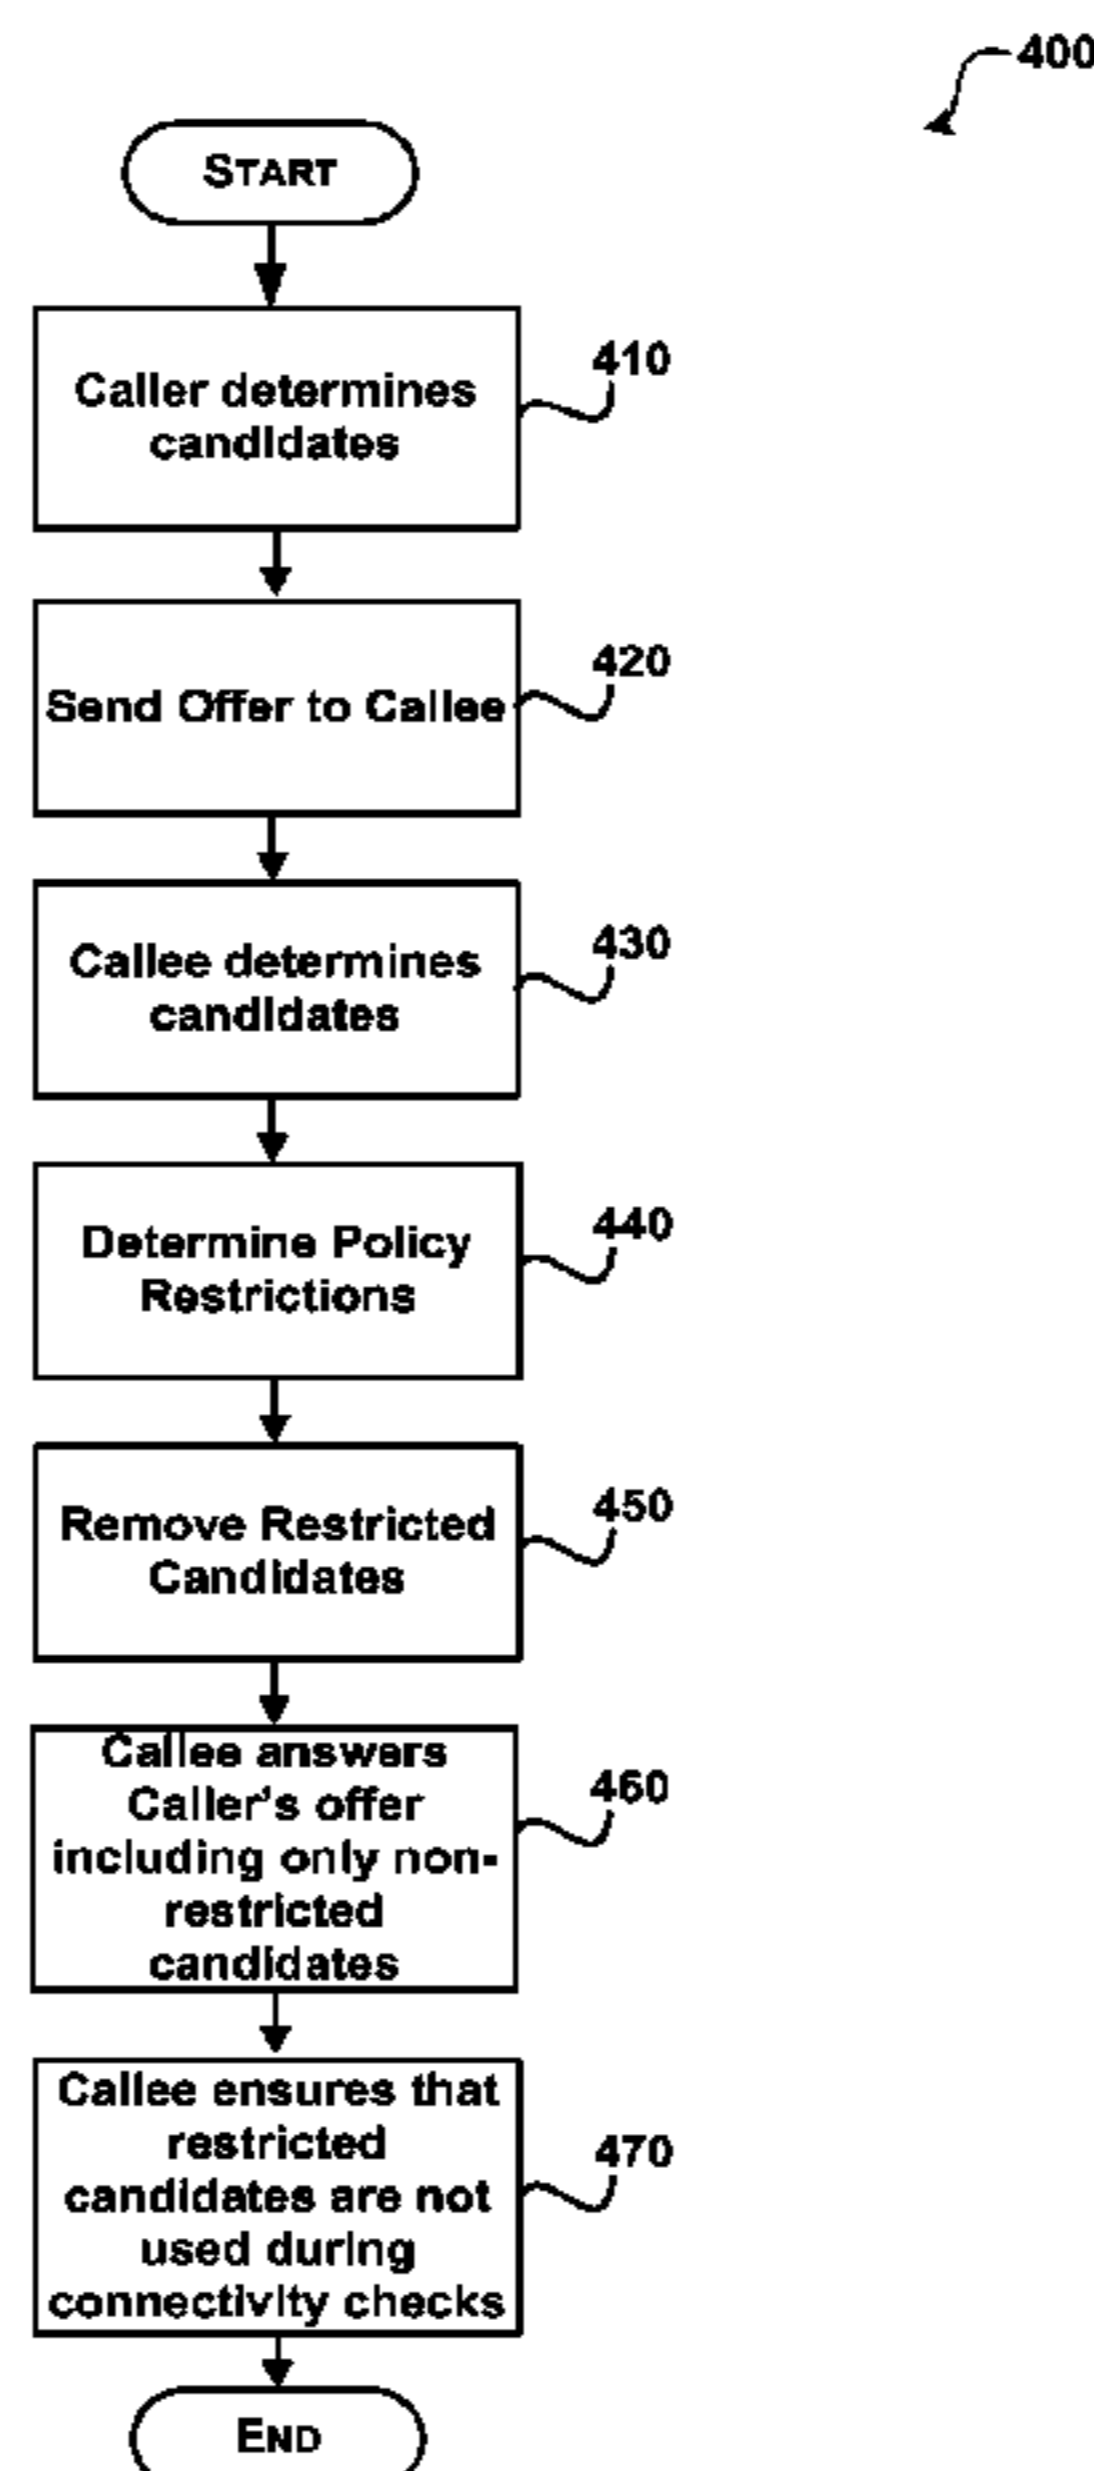 400
START
410
Caller determines
candidates
420
Send Offer to Callee
430
Callee determines
candidates
440
Determine Policy
Restrictions
450
Remove Restricted
Candidates
460
Callee answers
Caller's offer
including only non-
restricted
candidates
470
Callee ensures that
restricted
candidates are not
used during
connectivity checks
END